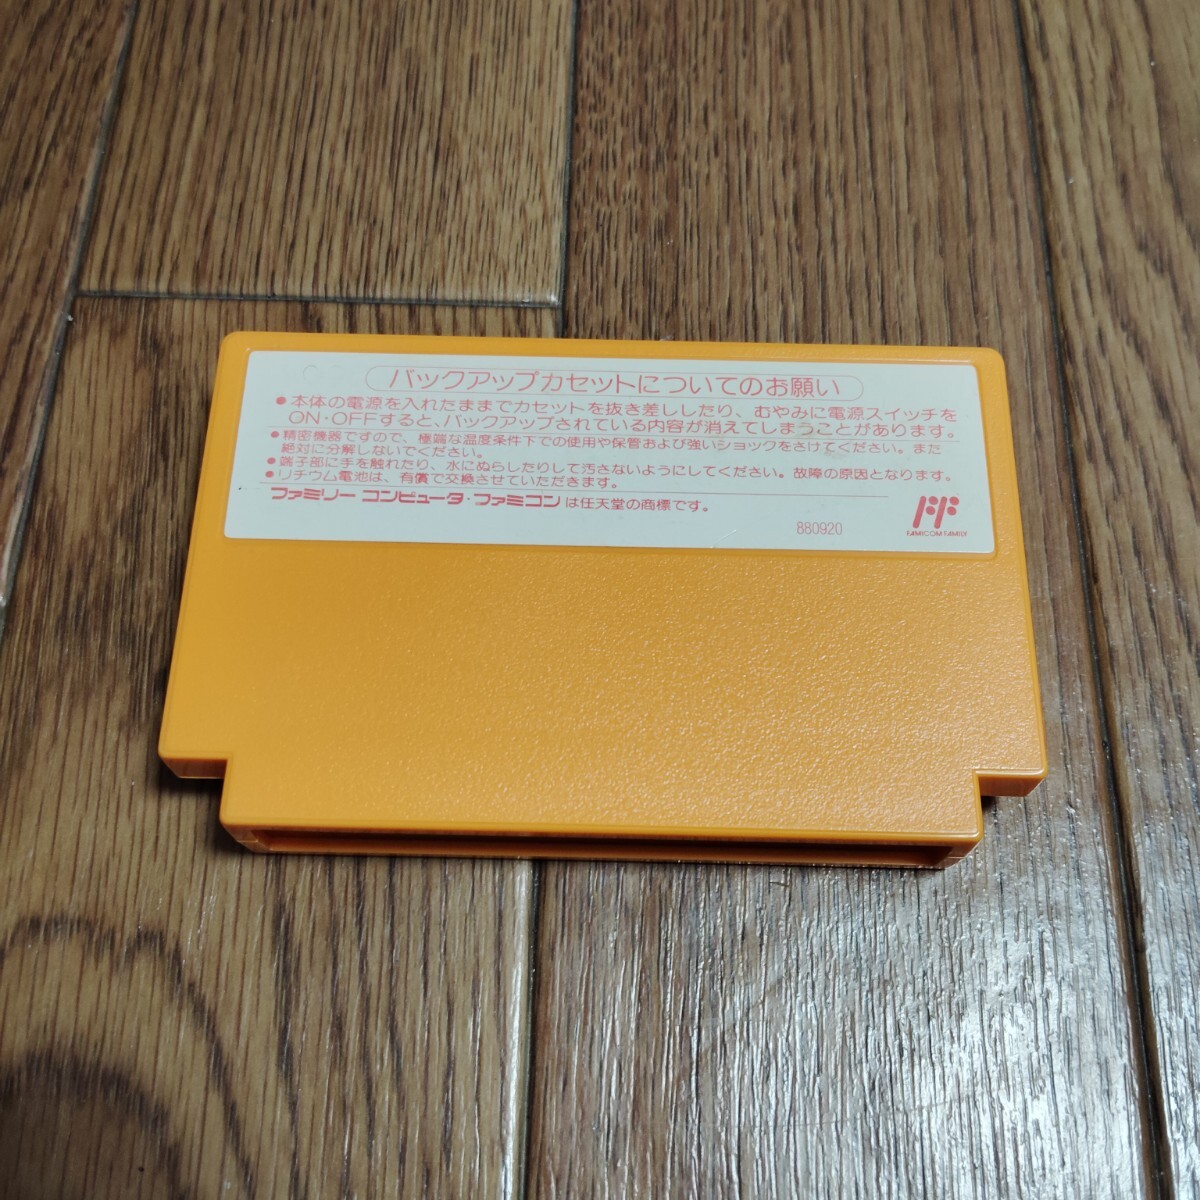 バックアップカセットについてのお願い
●本体の電源を入れたままでカセットを抜き差ししたり、むやみに電源スイッチを
ON・OFFすると、バックアップされている内容が消えてしまうことがあります。
●精密機器ですので、極端な温度条件下での使用や保管および強いショックをさけてください。また
絶対に分解しないでください。
●端子部に手を触れたり、水にぬらしたりして汚さないようにしてください。故障の原因となります。
●リチウム電池は、有償で交換させていただきます。
ファミリー コンピュータ・ファミコンは任天堂の商標です。
880920
FAMICOM FAMILY